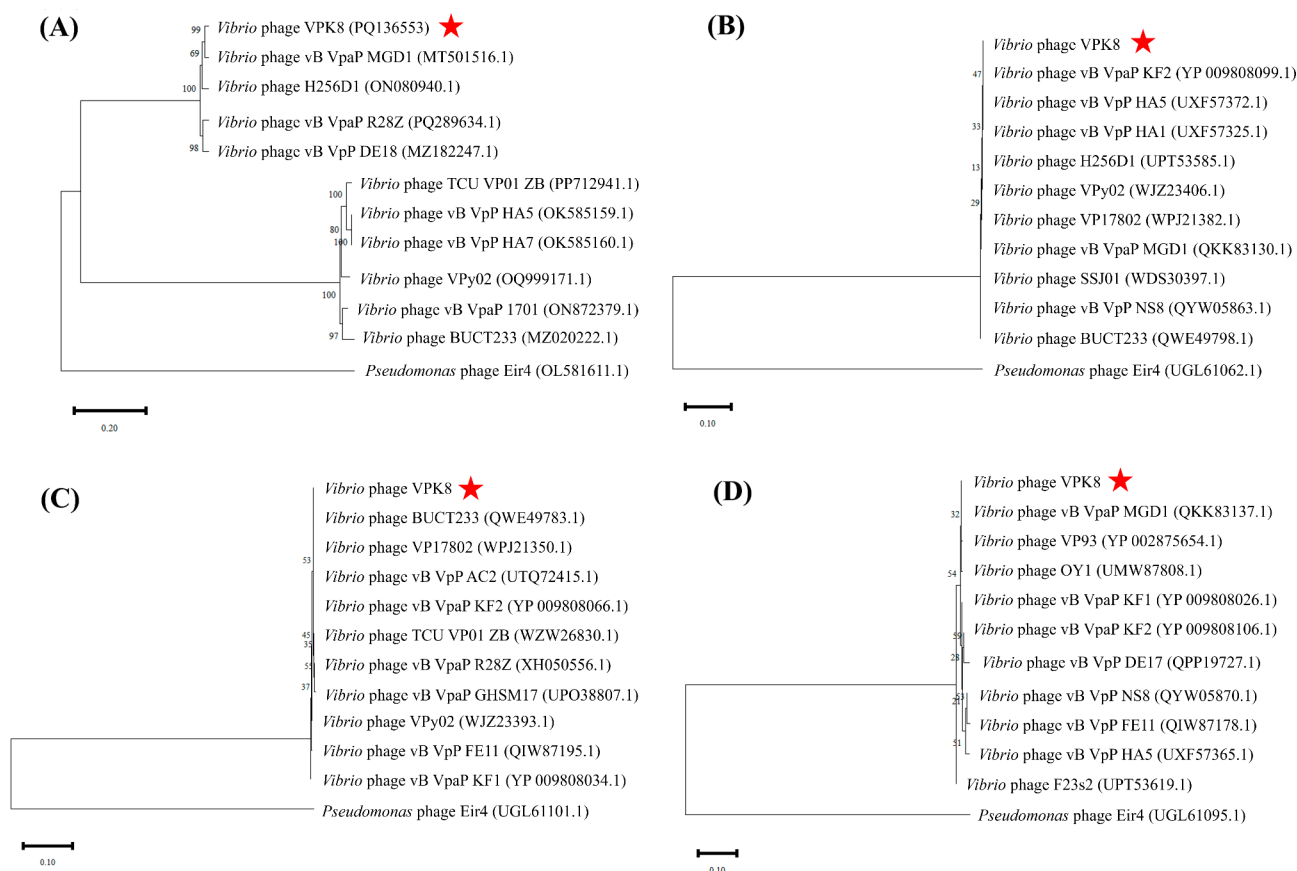 (A)
99
Vibrio phage VPK8 (PQ136553)
69
Vibrio phage vB VpaP MGD1 (MT501516.1)
100
Vibrio phage H256D1 (ON080940.1)
Vibrio phage vB VpaP R28Z (PQ289634.1)
98
Vibrio phage vB VpP DE18 (MZ182247.1)
100
Vibrio phage TCU VP01 ZB (PP712941.1)
Vibrio phage vB VpP HA5 (OK585159.1)
80
100
Vibrio phage vB VpP HA7 (OK585160.1)
Vibrio phage VPy02 (OQ999171.1)
100
Vibrio phage vB VpaP 1701 (ON872379.1)
97
Vibrio phage BUCT233 (MZ020222.1)
Pseudomonas phage Eir4 (OL581611.1)
0.20
(B)
Vibrio phage VPK8
47
Vibrio phage vB VpaP KF2 (YP 009808099.1)
Vibrio phage vB VpP HA5 (UXF57372.1)
33
Vibrio phage vB VpP HA1 (UXF57325.1)
13
Vibrio phage H256D1 (UPT53585.1)
Vibrio phage VPy02 (WJZ23406.1)
29
Vibrio phage VP17802 (WPJ21382.1)
Vibrio phage vB VpaP MGD1 (QKK83130.1)
Vibrio phage SSJ01 (WDS30397.1)
Vibrio phage vB VpP NS8 (QYW05863.1)
Vibrio phage BUCT233 (QWE49798.1)
Pseudomonas phage Eir4 (UGL61062.1)
0.10
(C)
Vibrio phage VPK8
Vibrio phage BUCT233 (QWE49783.1)
Vibrio phage VP17802 (WPJ21350.1)
53
Vibrio phage vB VpP AC2 (UTQ72415.1)
Vibrio phage vB VpaP KF2 (YP 009808066.1)
45
Vibrio phage TCU VP01 ZB (WZW26830.1)
Vibrio phage vB VpaP R28Z (XH050556.1)
37
Vibrio phage vB VpaP GHSM17 (UPO38807.1)
Vibrio phage VPy02 (WJZ23393.1)
Vibrio phage vB VpP FE11 (QIW87195.1)
Vibrio phage vB VpaP KF1 (YP 009808034.1)
Pseudomonas phage Eir4 (UGL61101.1)
0.10
(D)
Vibrio phage VPK8
32
Vibrio phage vB VpaP MGD1 (QKK83137.1)
Vibrio phage VP93 (YP 002875654.1)
54
Vibrio phage OY1 (UMW87808.1)
Vibrio phage vB VpaP KF1 (YP 009808026.1)
59
Vibrio phage vB VpaP KF2 (YP 009808106.1)
28
Vibrio phage vB VpP DE17 (QPP19727.1)
53
21
Vibrio phage vB VpP NS8 (QYW05870.1)
Vibrio phage vB VpP FE11 (QIW87178.1)
51
Vibrio phage vB VpP HA5 (UXF57365.1)
Vibrio phage F23s2 (UPT53619.1)
Pseudomonas phage Eir4 (UGL61095.1)
0.10